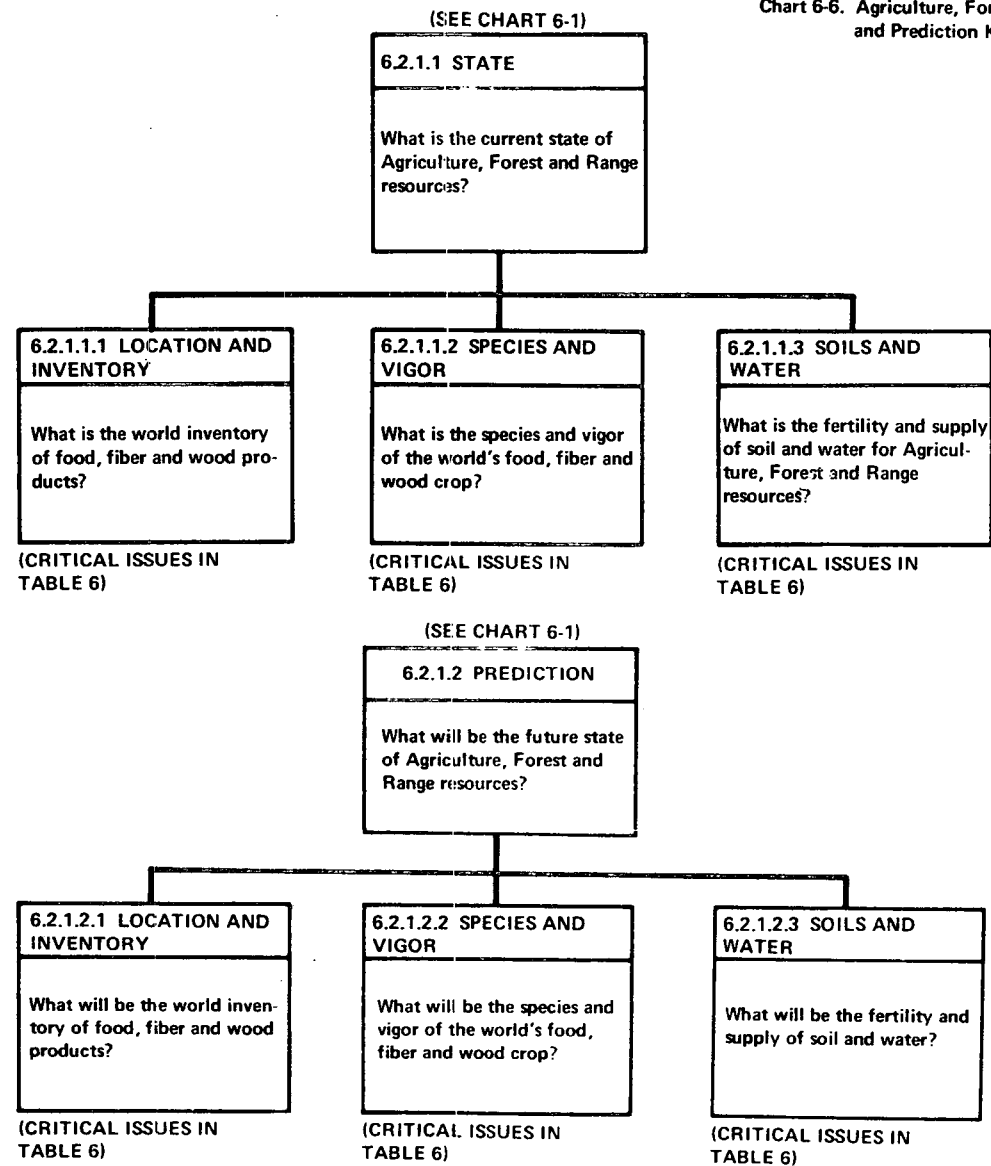 Chart 6-6. Agriculture, For
and Prediction K
(SEE CHART 6-1)
6.2.1.1 STATE
What is the current state of
Agriculture, Forest and Range
resources?
6.2.1.1.1 LOCATION AND
INVENTORY
What is the world inventory
of food, fiber and wood pro-
ducts?
(CRITICAL ISSUES IN
TABLE 6)
6.2.1.1.2 SPECIES AND
VIGOR
What is the species and vigor
of the world's food, fiber and
wood crop?
(CRITICAL ISSUES IN
TABLE 6)
6.2.1.1.3 SOILS AND
WATER
What is the fertility and supply
of soil and water for Agricul-
ture, Forest and Range
resources?
(CRITICAL ISSUES IN
TABLE 6)
(SEE CHART 6-1)
6.2.1.2 PREDICTION
What will be the future state
of Agriculture, Forest and
Range resources?
6.2.1.2.1 LOCATION AND
INVENTORY
What will be the world inven-
tory of food, fiber and wood
products?
(CRITICAL ISSUES IN
TABLE 6)
6.2.1.2.2 SPECIES AND
VIGOR
What will be the species and
vigor of the world's food,
fiber and wood crop?
(CRITICAL ISSUES IN
TABLE 6)
6.2.1.2.3 SOILS AND
WATER
What will be the fertility and
supply of soil and water?
(CRITICAL ISSUES IN
TABLE 6)